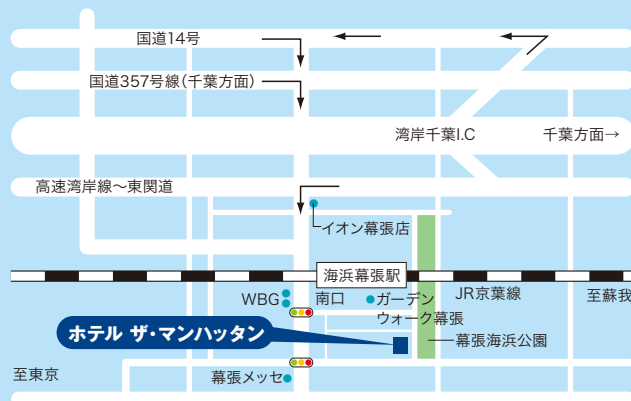 国道14号
国道357号線(千葉方面)
湾岸千葉I.C
千葉方面→
高速湾岸線〜東関道
イオン幕張店
海浜幕張駅
WBG
南口
ガーデン
ウォーク幕張
JR京葉線
至蘇我
ホテル ザ・マンハッタン
幕張海浜公園
至東京
幕張メッセ